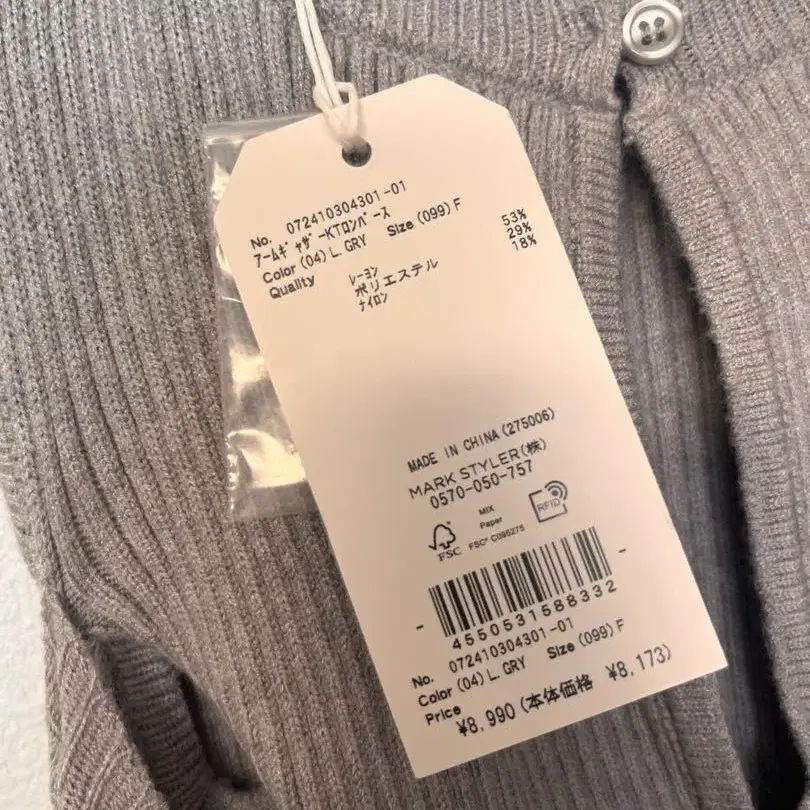 No. 072410304301-01
アームギャザーKTロンパース
Color (04) L. GRY Size (099) F
Quality レーヨン 53%
ポリエステル 29%
ナイロン 18%
MADE IN CHINA (275006)
MARK STYLER(株)
0570-050-757
FSC
MIX
Paper
FSC® C095275
RFID
4550531588332
No. 072410304301-01
Color (04) L. GRY Size (099) F
Price ¥8,990 (本体価格 ¥8,173)